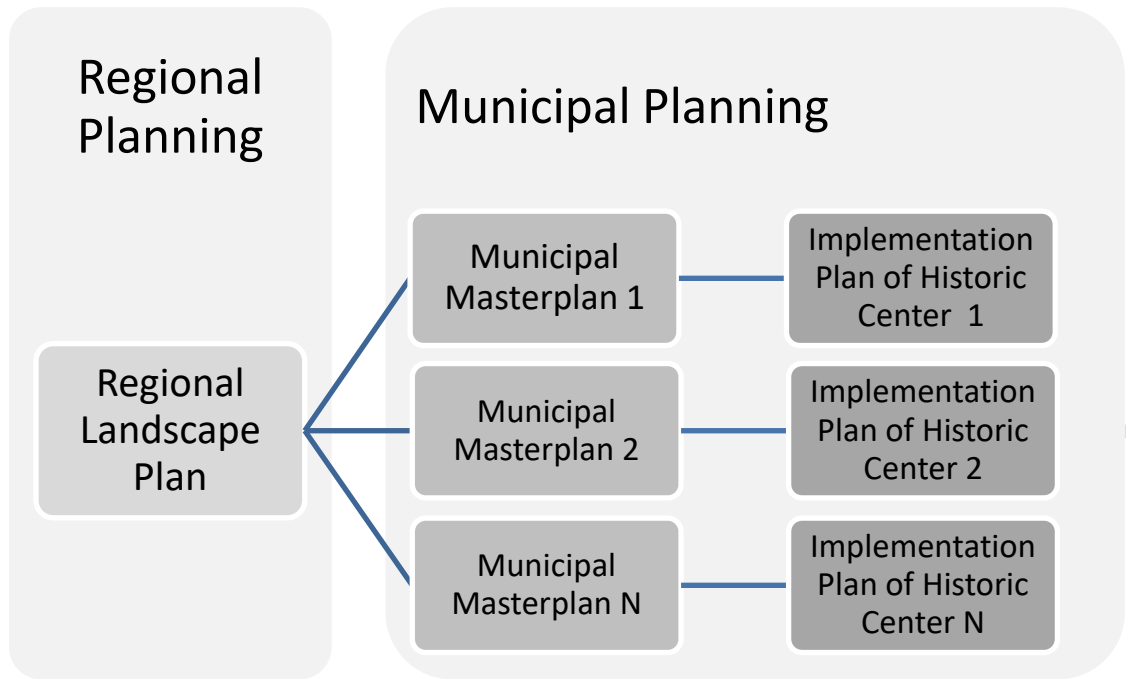 Regional
Planning
Municipal Planning
Regional
Landscape
Plan
Municipal
Masterplan 1
Implementation
Plan of Historic
Center 1
Municipal
Masterplan 2
Implementation
Plan of Historic
Center 2
Municipal
Masterplan N
Implementation
Plan of Historic
Center N